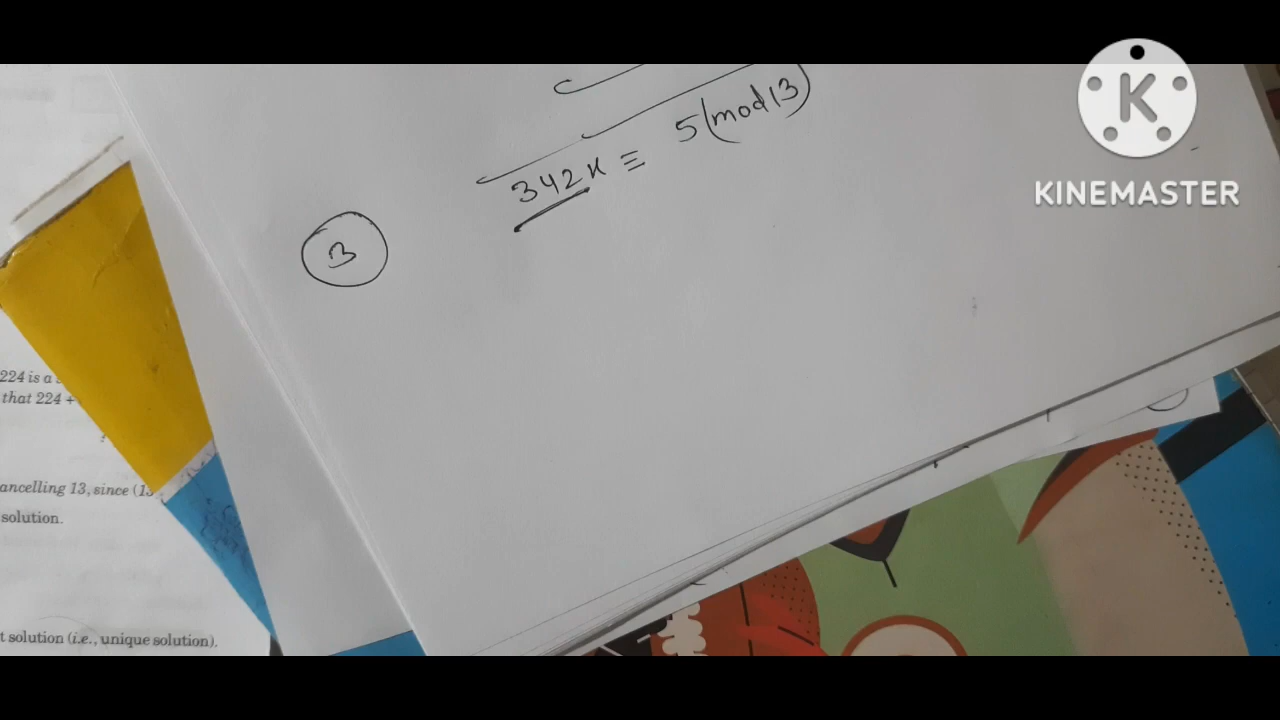 K
KINEMASTER
342x ≡ 5(mod 13)
3
224 is a
that 224 +
ancelling 13, since (13
solution.
t solution (i.e., unique solution).